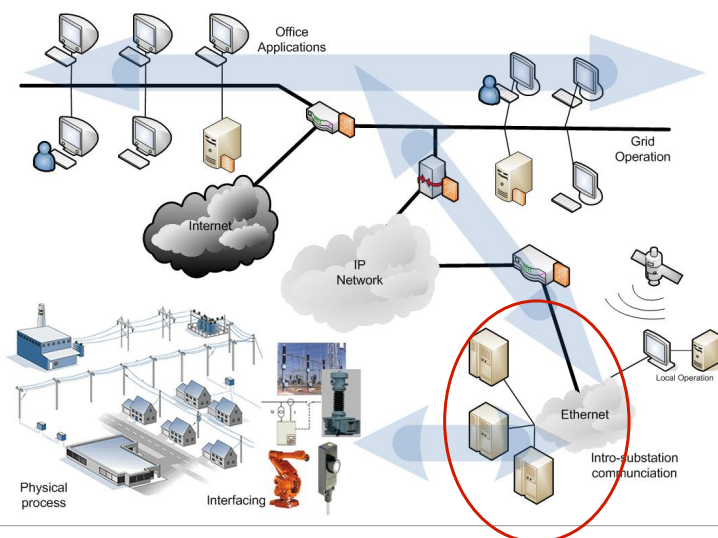 Office
Applications
Grid
Operation
Internet
IP
Network
Local Operation
Ethernet
Intro-substation
communciation
Physical
process
Interfacing